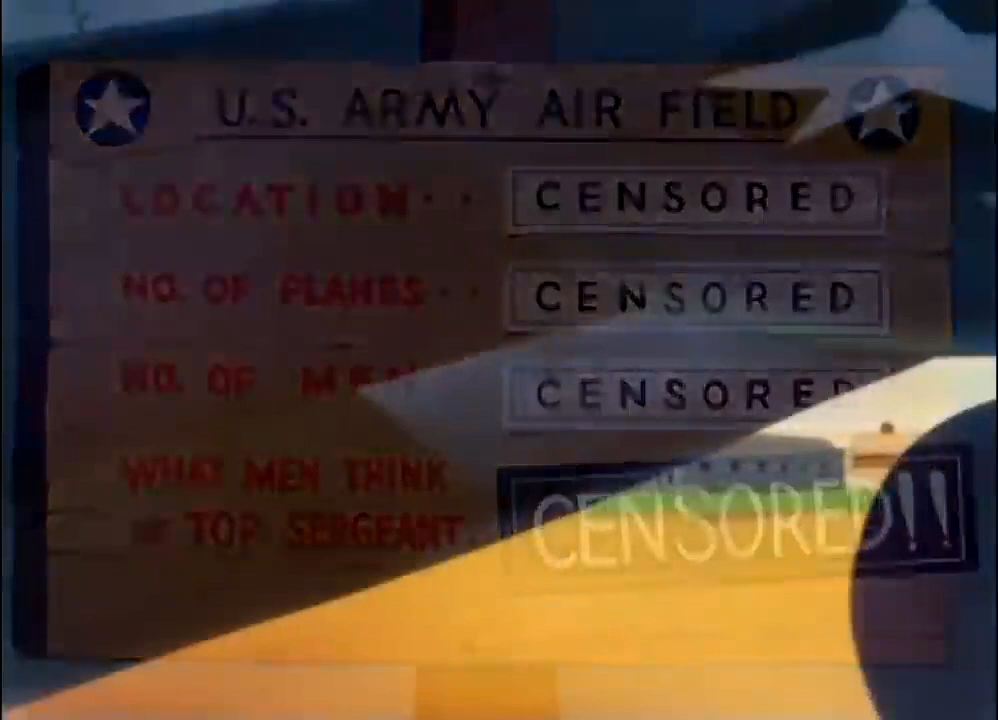 U.S. ARMY AIR FIELD
LOCATION·· CENSORED
NO. OF PLANES·· CENSORED
NO. OF MEN CENSORED
WHAT MEN THINK
TOP SERGEANT CENSORED!!